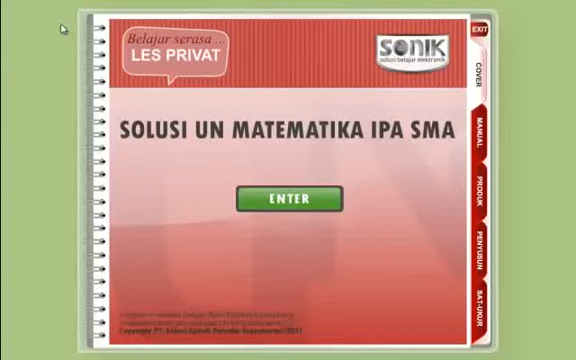 Belajar serasa ...
LES PRIVAT
SONIK
solusi belajar elektronik
EXIT
COVER
MANUAL
PRODUK
PENYUSUN
SAT-UKUR
SOLUSI UN MATEMATIKA IPA SMA
ENTER